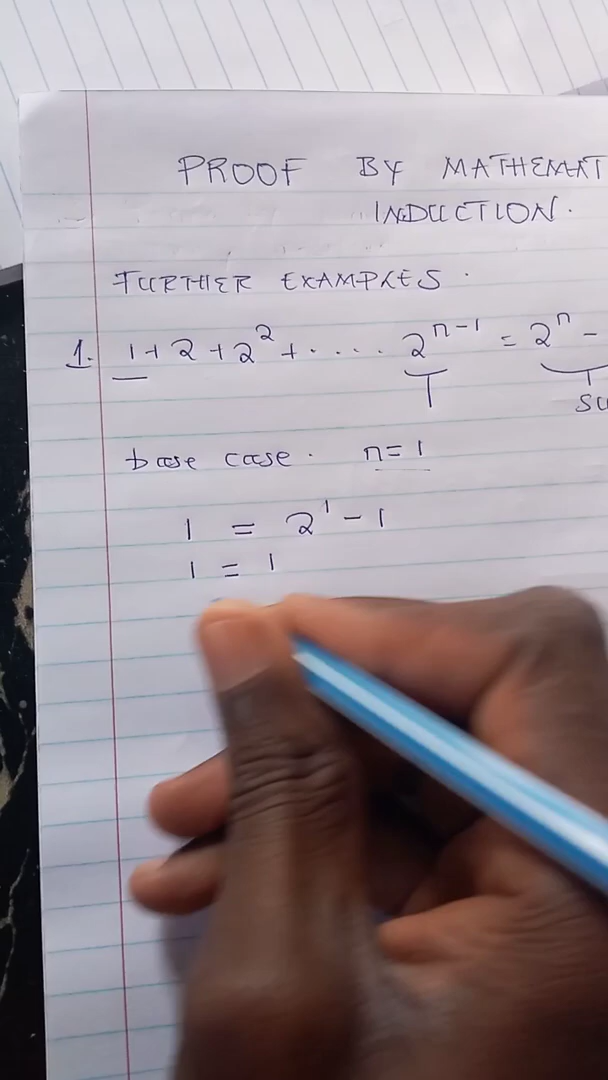 PROOF BY MATHEMAT
INDUCTION.
FURTHER EXAMPLES.
1. 1 + 2 + 2² + .... 2ⁿ⁻¹ = 2ⁿ -
T
SU
base case. n=1
1 = 2¹ - 1
1 = 1